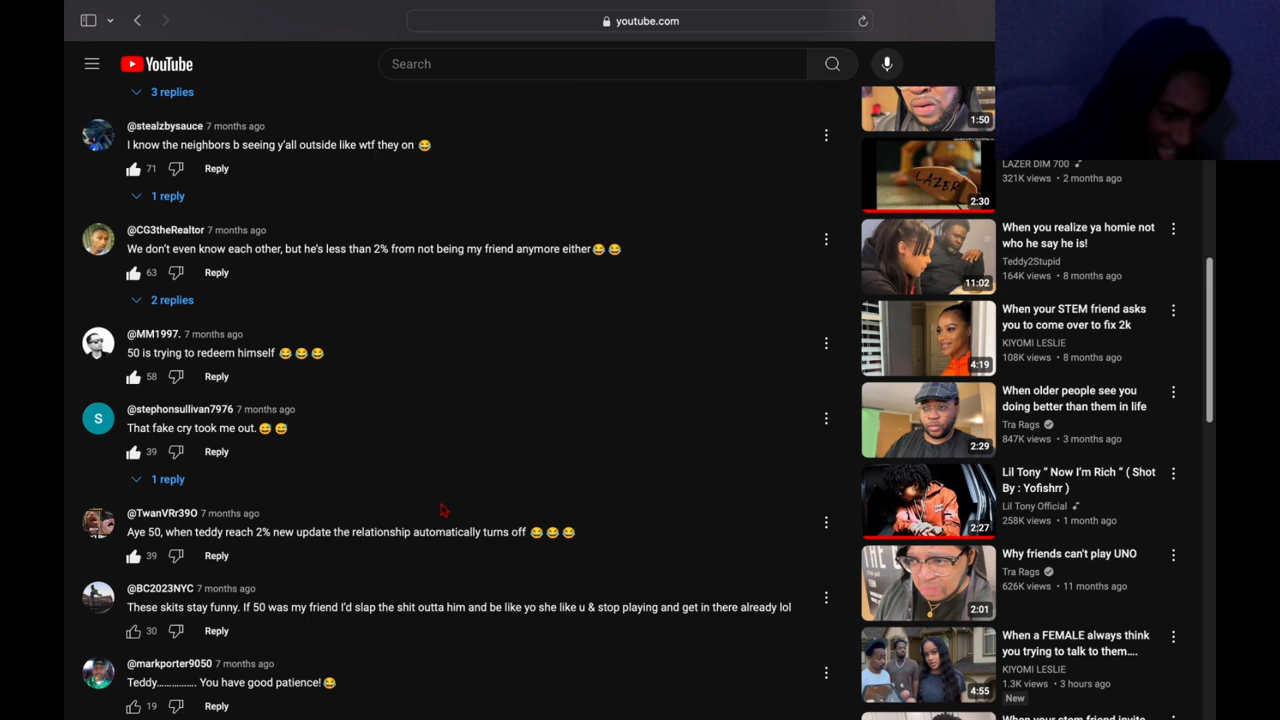 youtube.com
YouTube
Search
3 replies
@stealzbysauce 7 months ago
I know the neighbors b seeing y'all outside like wtf they on 😂
71 Reply
1 reply
@CG3theRealtor 7 months ago
We don't even know each other, but he's less than 2% from not being my friend anymore either😂 😂
63 Reply
2 replies
@MM1997. 7 months ago
50 is trying to redeem himself 😂 😂 😂
58 Reply
S
@stephonsullivan7976 7 months ago
That fake cry took me out.😅 😅
39 Reply
1 reply
@TwanVRr39O 7 months ago
Aye 50, when teddy reach 2% new update the relationship automatically turns off 😂 😂 😂
39 Reply
@BC2023NYC 7 months ago
These skits stay funny. If 50 was my friend I'd slap the shit outta him and be like yo she like u & stop playing and get in there already lol
30 Reply
@markporter9050 7 months ago
Teddy................ You have good patience!😂
19 Reply
1:50
LAZER
2:30
LAZER DIM 700
321K views • 2 months ago
11:02
When you realize ya homie not
who he say he is!
Teddy2Stupid
164K views • 8 months ago
4:19
When your STEM friend asks
you to come over to fix 2k
KIYOMI LESLIE
108K views • 8 months ago
2:29
When older people see you
doing better than them in life
Tra Rags
847K views • 3 months ago
2:27
Lil Tony " Now I'm Rich " ( Shot
By : Yofishrr )
Lil Tony Official
258K views • 1 month ago
2:01
Why friends can't play UNO
Tra Rags
626K views • 11 months ago
4:55
When a FEMALE always think
you trying to talk to them....
KIYOMI LESLIE
1.3K views • 3 hours ago
New
When your stem friend invite